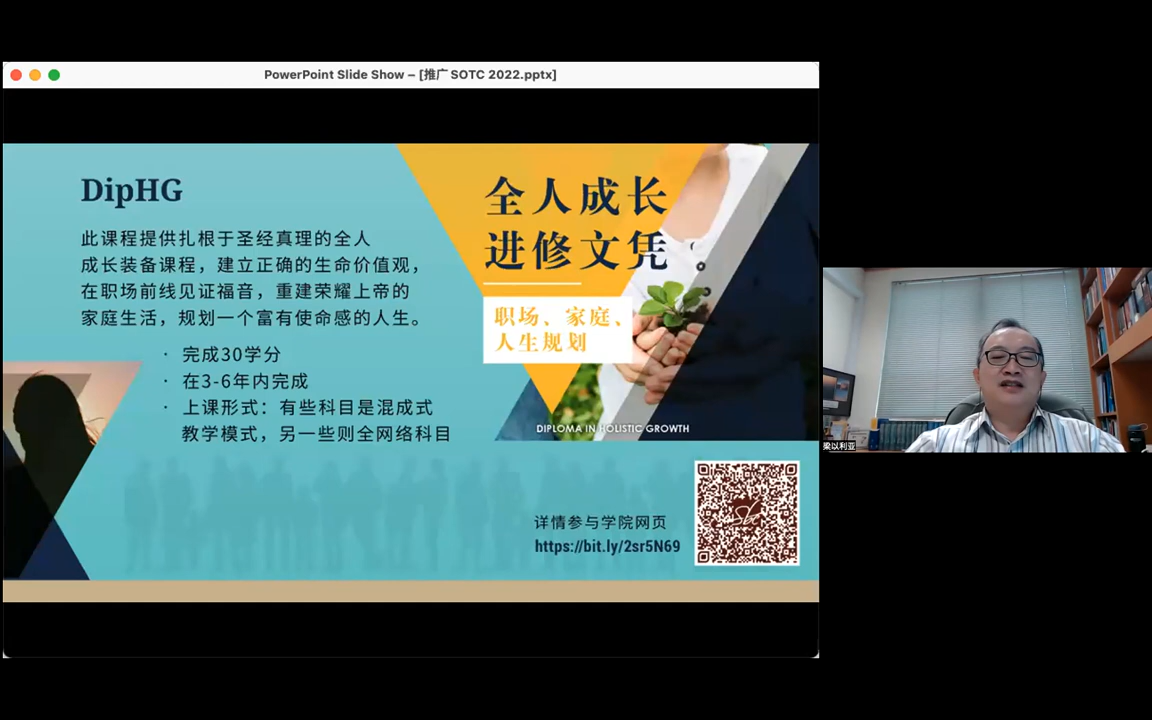 PowerPoint Slide Show – [推广 SOTC 2022.pptx]
DipHG
此课程提供扎根于圣经真理的全人
成长装备课程，建立正确的生命价值观，
在职场前线见证福音，重建荣耀上帝的
家庭生活，规划一个富有使命感的人生。
· 完成30学分
· 在3-6年内完成
· 上课形式：有些科目是混成式
教学模式，另一些则全网络科目
全人成长
进修文凭
职场、家庭、
人生规划
DIPLOMA IN HOLISTIC GROWTH
详情参与学院网页
https://bit.ly/2sr5N69
Sbc
梁以利亚